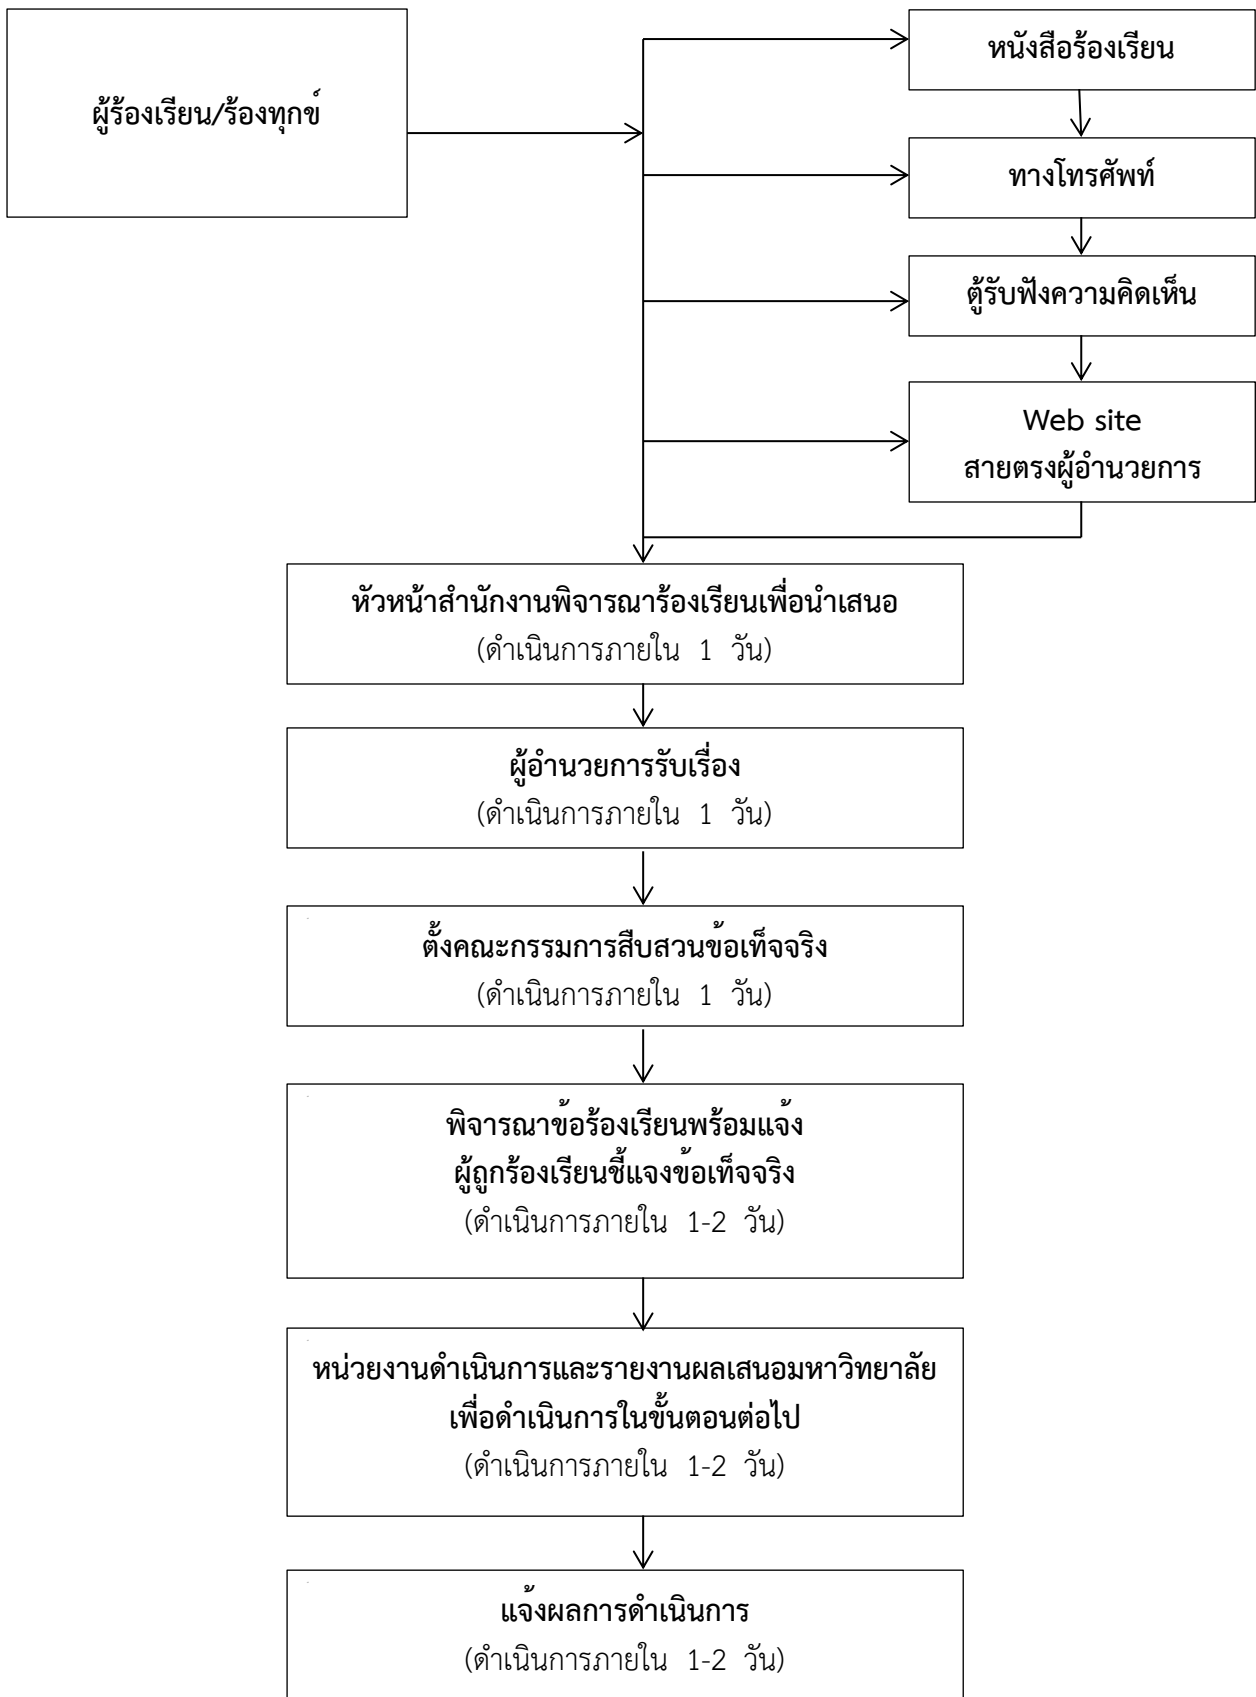 ผู้ร้องเรียน/ร้องทุกข์
หนังสือร้องเรียน
ทางโทรศัพท์
ตู้รับฟังความคิดเห็น
Web site
สายตรงผู้อำนวยการ
หัวหน้าสำนักงานพิจารณาร้องเรียนเพื่อนำเสนอ
(ดำเนินการภายใน 1 วัน)
ผู้อำนวยการรับเรื่อง
(ดำเนินการภายใน 1 วัน)
ตั้งคณะกรรมการสืบสวนข้อเท็จจริง
(ดำเนินการภายใน 1 วัน)
พิจารณาข้อร้องเรียนพร้อมแจ้ง
ผู้ถูกร้องเรียนชี้แจงข้อเท็จจริง
(ดำเนินการภายใน 1-2 วัน)
หน่วยงานดำเนินการและรายงานผลเสนอมหาวิทยาลัย
เพื่อดำเนินการในขั้นตอนต่อไป
(ดำเนินการภายใน 1-2 วัน)
แจ้งผลการดำเนินการ
(ดำเนินการภายใน 1-2 วัน)